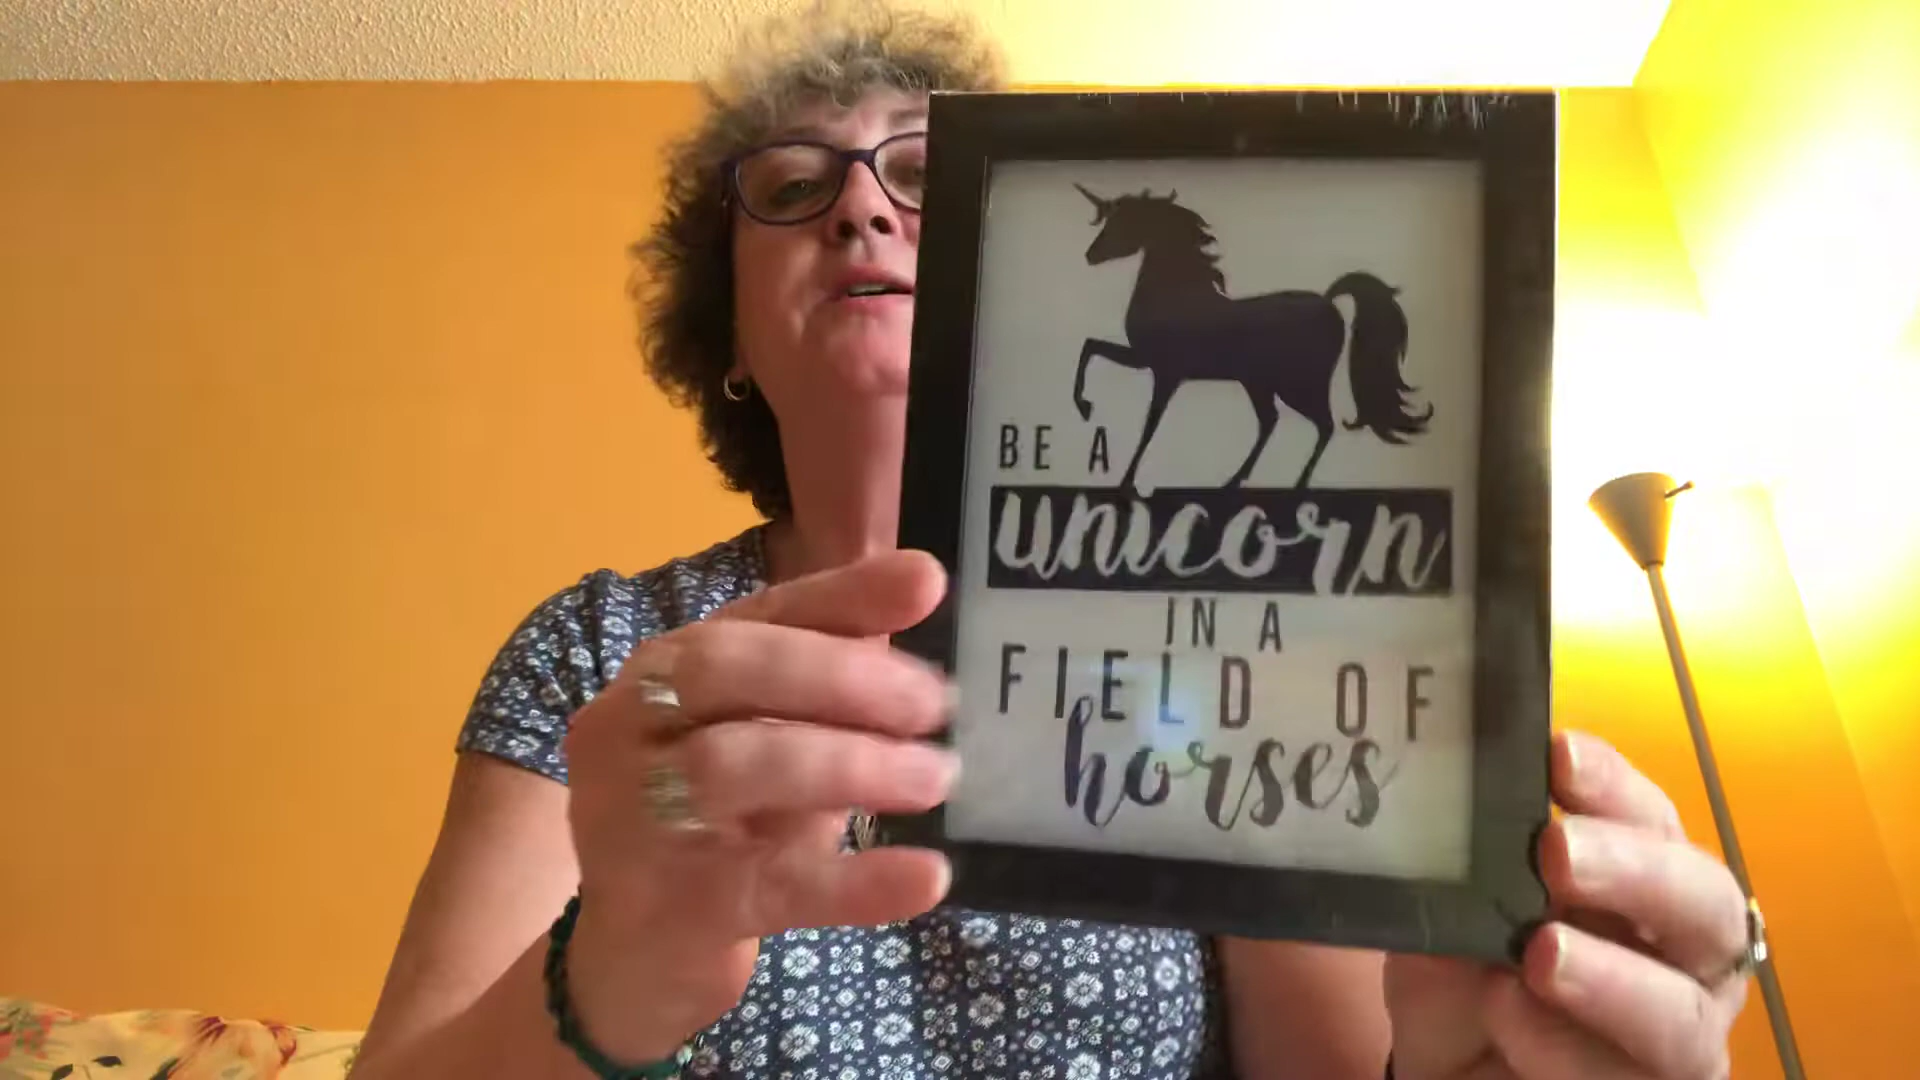 BE A
unicorn
IN A
FIELD OF
horses